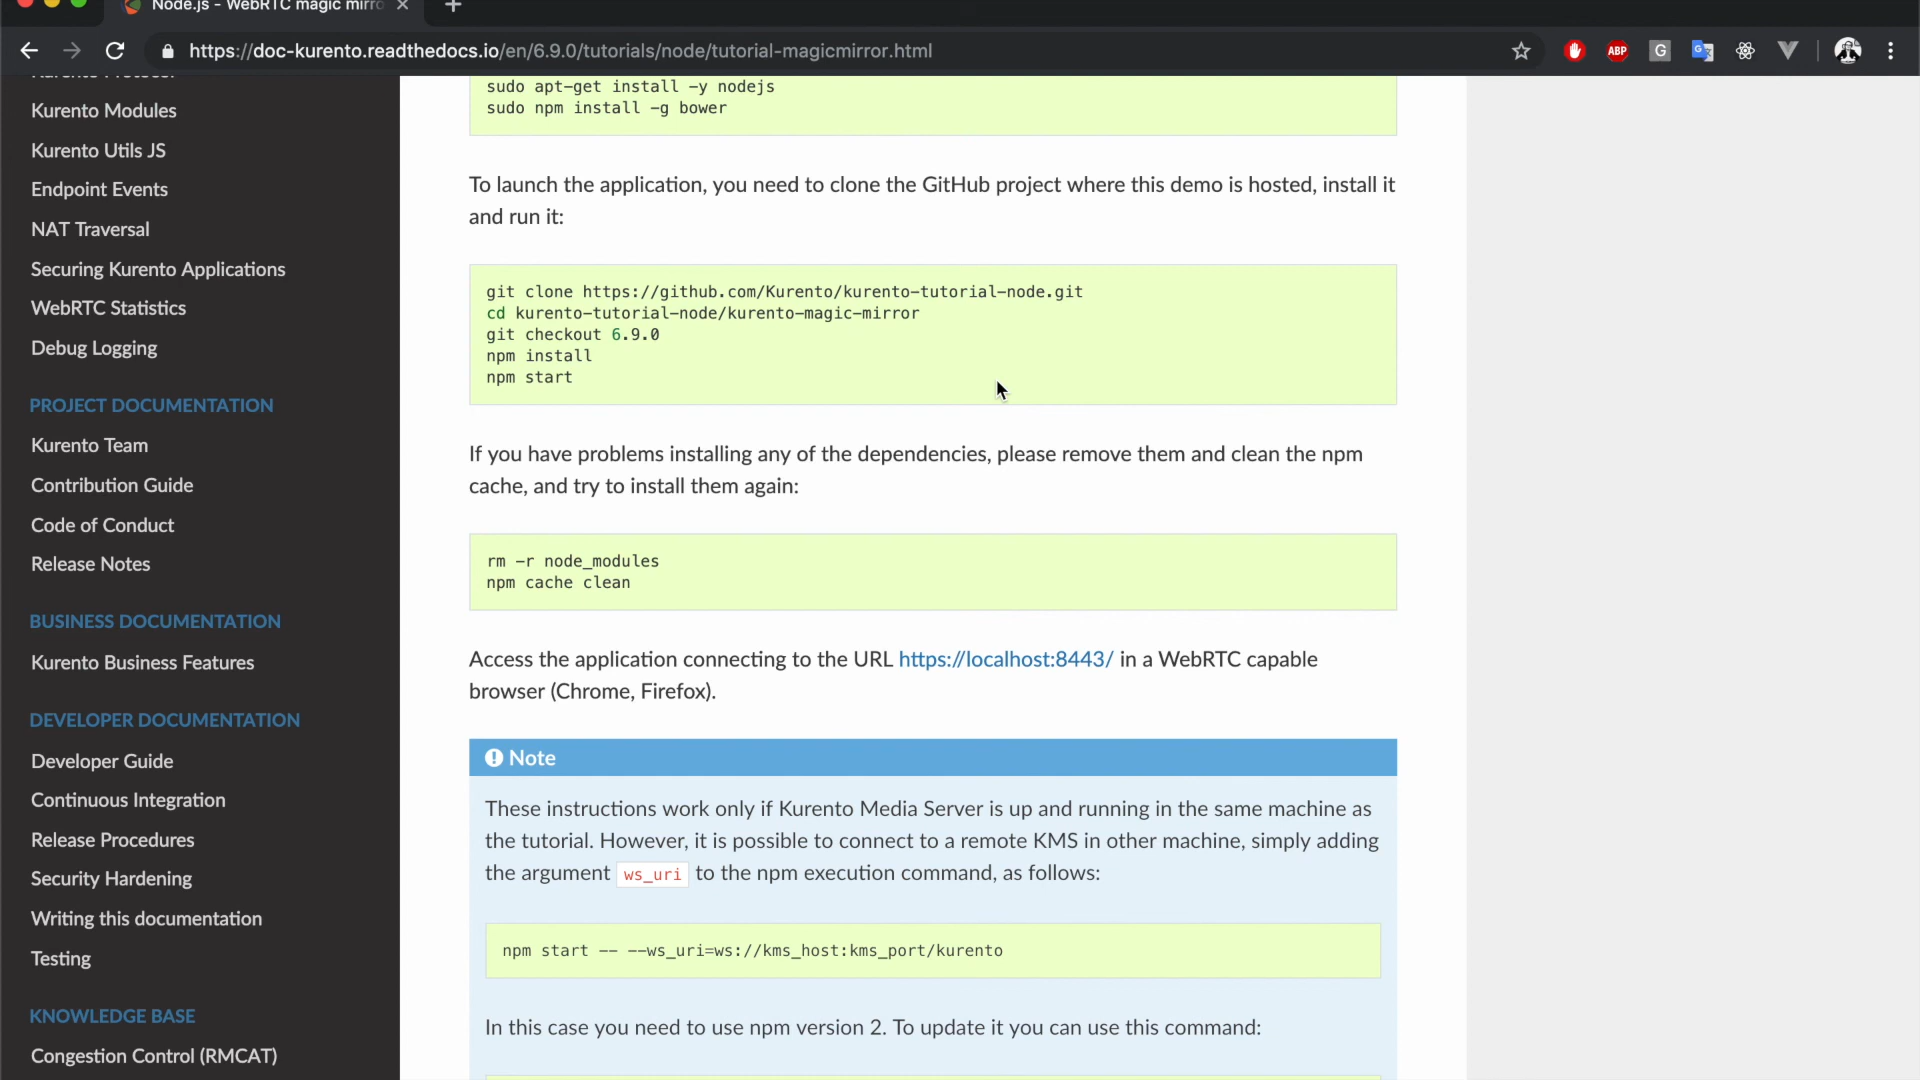 Node.js - WebRTC magic mirro
https://doc-kurento.readthedocs.io/en/6.9.0/tutorials/node/tutorial-magicmirror.html
ABP
G
Kurento Protocol
Kurento Modules
Kurento Utils JS
Endpoint Events
NAT Traversal
Securing Kurento Applications
WebRTC Statistics
Debug Logging
PROJECT DOCUMENTATION
Kurento Team
Contribution Guide
Code of Conduct
Release Notes
BUSINESS DOCUMENTATION
Kurento Business Features
DEVELOPER DOCUMENTATION
Developer Guide
Continuous Integration
Release Procedures
Security Hardening
Writing this documentation
Testing
KNOWLEDGE BASE
Congestion Control (RMCAT)
sudo apt-get install -y nodejs
sudo npm install -g bower
To launch the application, you need to clone the GitHub project where this demo is hosted, install it
and run it:
git clone https://github.com/Kurento/kurento-tutorial-node.git
cd kurento-tutorial-node/kurento-magic-mirror
git checkout 6.9.0
npm install
npm start
If you have problems installing any of the dependencies, please remove them and clean the npm
cache, and try to install them again:
rm -r node_modules
npm cache clean
Access the application connecting to the URL https://localhost:8443/ in a WebRTC capable
browser (Chrome, Firefox).
Note
These instructions work only if Kurento Media Server is up and running in the same machine as
the tutorial. However, it is possible to connect to a remote KMS in other machine, simply adding
the argument ws_uri to the npm execution command, as follows:
npm start -- --ws_uri=ws://kms_host:kms_port/kurento
In this case you need to use npm version 2. To update it you can use this command: